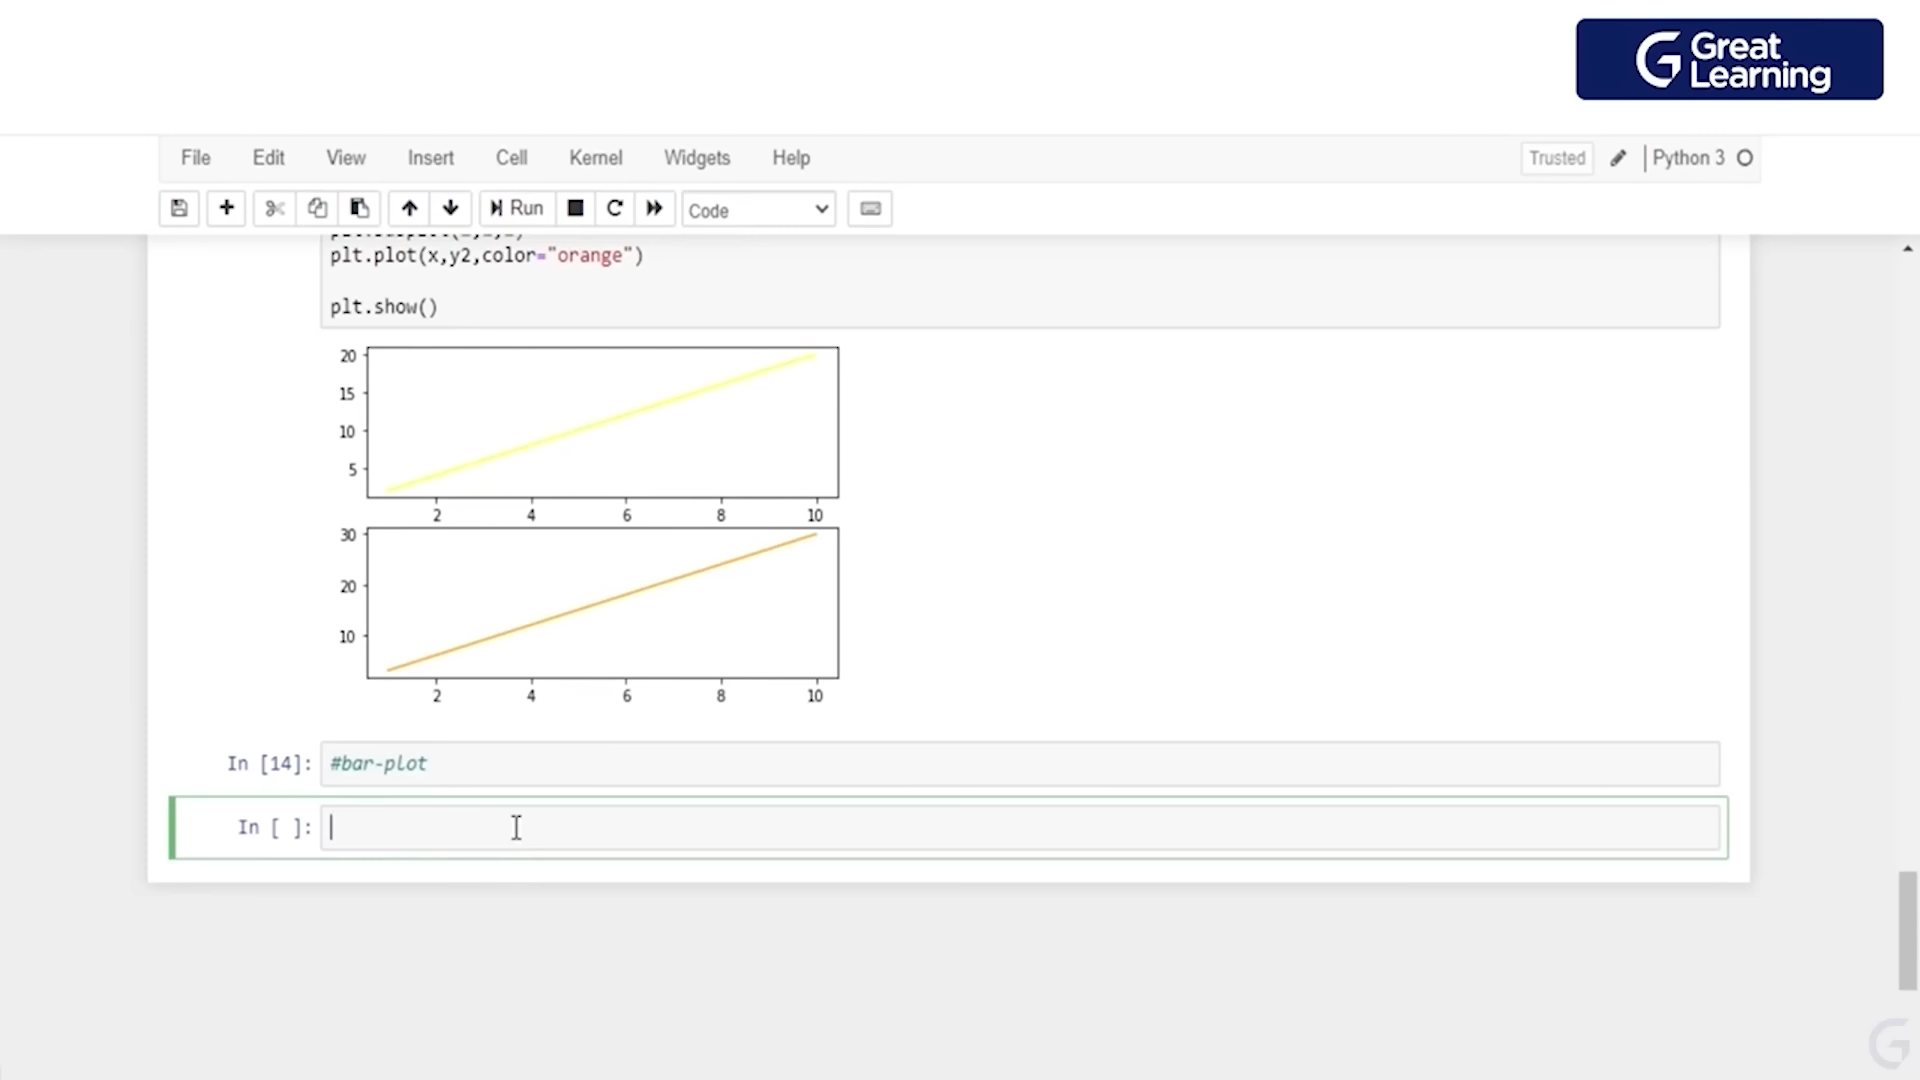 Great
Learning
File Edit View Insert Cell Kernel Widgets Help Trusted Python 3
Run Code
plt.plot(x,y2,color="orange")
plt.show()
20
15
10
5
2 4 6 8 10
30
20
10
2 4 6 8 10
In [14]: #bar-plot
In [ ]: